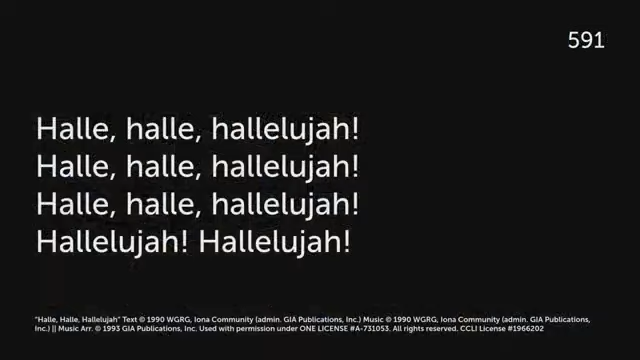 591
Halle, halle, hallelujah!
Halle, halle, hallelujah!
Halle, halle, hallelujah!
Hallelujah! Hallelujah!
"Halle, Halle, Hallelujah" Text © 1990 WGRG, Iona Community (admin. GIA Publications, Inc.) Music © 1990 WGRG, Iona Community (admin. GIA Publications,
Inc.) || Music Arr. © 1993 GIA Publications, Inc. Used with permission under ONE LICENSE #A-731053. All rights reserved. CCLI License #1966202